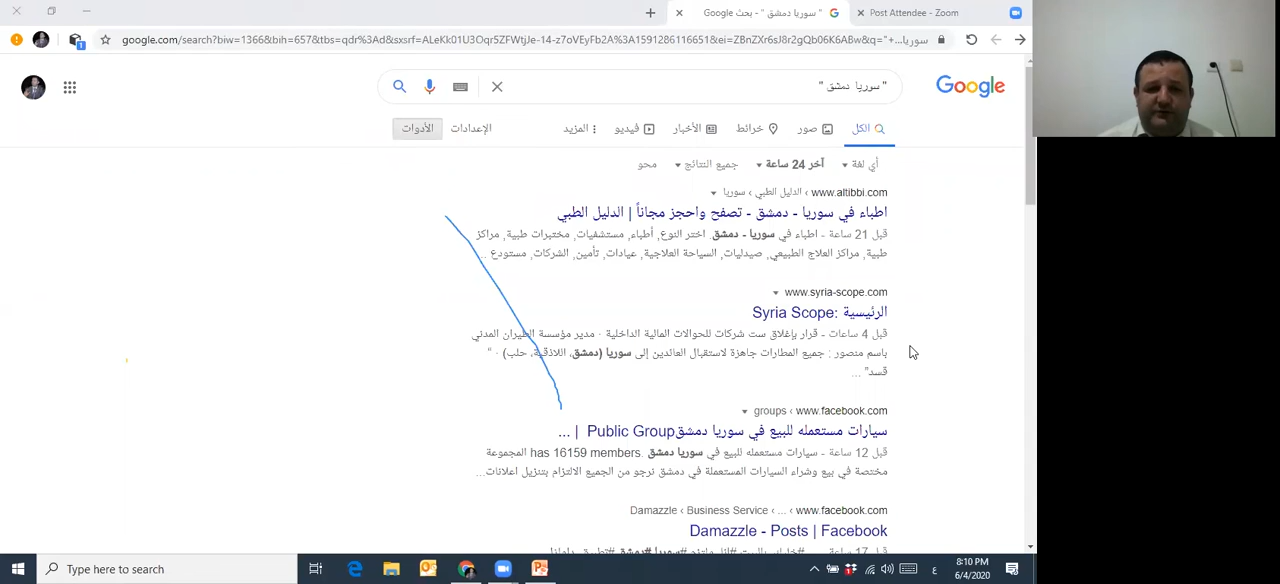 " سوريا دمشق " - بحث Google
Post Attendee - Zoom
google.com/search?biw=1366&bih=657&tbs=qdr%3Ad&sxsrf=ALeKk01U3Oqr5ZFWtjJe-14-z7oVEyFb2A%3A1591286116651&ei=ZBnZXr6sJ8r2gQb06K6ABw&q="+...سوريا
1
Google
" سوريا دمشق "
الكل
صور
خرائط
الأخبار
فيديو
المزيد
الإعدادات
الأدوات
أي لغة
آخر 24 ساعة
جميع النتائج
محو
www.altibbi.com › الدليل الطبي › سوريا
اطباء في سوريا - دمشق - تصفح واحجز مجاناً | الدليل الطبي
قبل 21 ساعة - اطباء في سوريا - دمشق. اختر النوع, أطباء, مستشفيات, مختبرات طبية, مراكز
طبية, مراكز العلاج الطبيعي, صيدليات, السياحة العلاجية, عيادات, تأمين, الشركات, مستودع ...
www.syria-scope.com
الرئيسية :Syria Scope
قبل 4 ساعات - قرار بإغلاق ست شركات للحوالات المالية الداخلية · مدير مؤسسة الطيران المدني
باسم منصور : جميع المطارات جاهزة لاستقبال العائدين إلى سوريا (دمشق، اللاذقية، حلب) · "
قسد" ...
www.facebook.com › groups
سيارات مستعمله للبيع في سوريا دمشقPublic Group | ...
قبل 12 ساعة - سيارات مستعمله للبيع في سوريا دمشق .has 16159 members المجموعة
مختصة في بيع وشراء السيارات المستعملة في دمشق نرجو من الجميع الالتزام بتنزيل اعلانات...
www.facebook.com › ... › Business Service › Damazzle
Damazzle - Posts | Facebook
قبل 17 ساعة - ... #سوريا #دمشق
Type here to search
ع
8:10 PM
6/4/2020